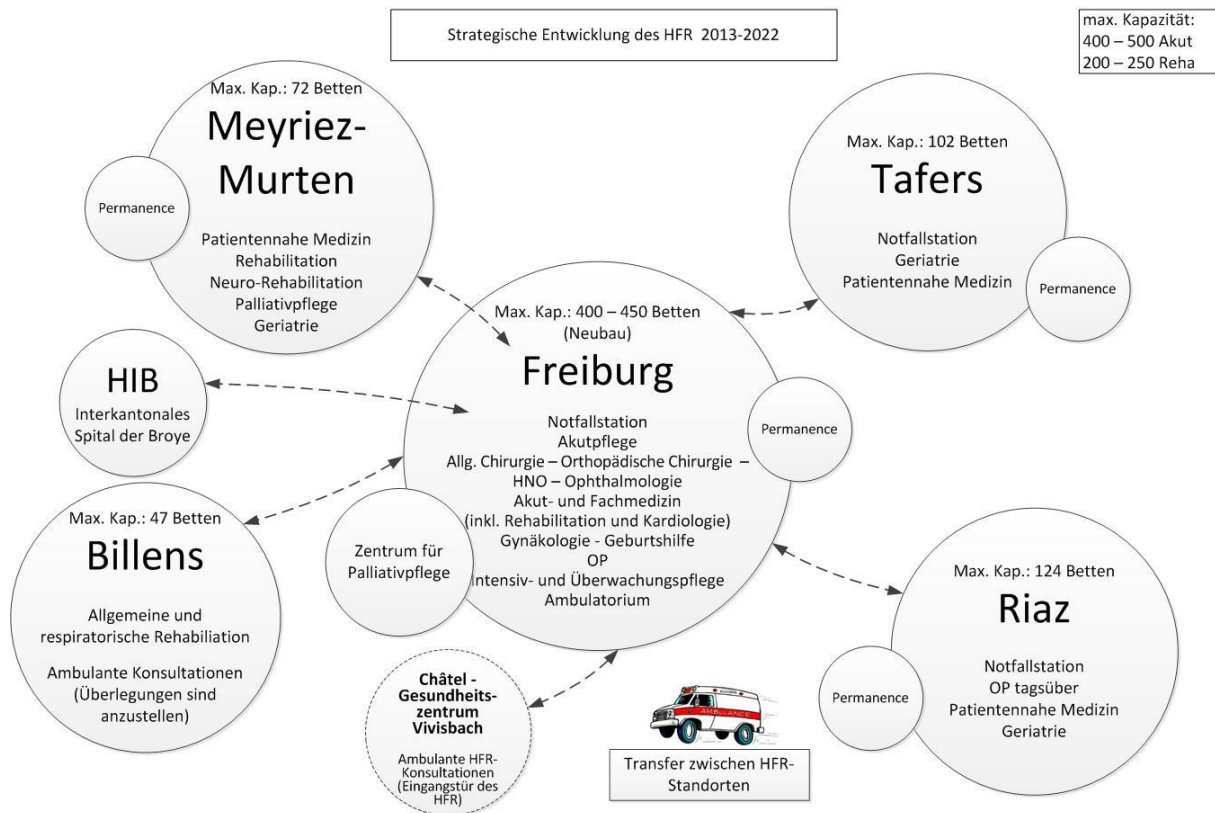 Strategische Entwicklung des HFR 2013-2022
max. Kapazität:
400 – 500 Akut
200 – 250 Reha
Max. Kap.: 72 Betten
Meyriez-
Murten
Patientennahe Medizin
Rehabilitation
Neuro-Rehabilitation
Palliativpflege
Geriatrie
Permanence
Max. Kap.: 102 Betten
Tafers
Notfallstation
Geriatrie
Patientennahe Medizin
Permanence
HIB
Interkantonales
Spital der Broye
Max. Kap.: 400 – 450 Betten
(Neubau)
Freiburg
Notfallstation
Akutpflege
Allg. Chirurgie – Orthopädische Chirurgie –
HNO – Ophthalmologie
Akut- und Fachmedizin
(inkl. Rehabilitation und Kardiologie)
Gynäkologie - Geburtshilfe
OP
Intensiv- und Überwachungspflege
Ambulatorium
Permanence
Zentrum für
Palliativpflege
Max. Kap.: 47 Betten
Billens
Allgemeine und
respiratorische Rehabiliation
Ambulante Konsultationen
(Überlegungen sind
anzustellen)
Max. Kap.: 124 Betten
Riaz
Notfallstation
OP tagsüber
Patientennahe Medizin
Geriatrie
Permanence
Châtel -
Gesundheits-
zentrum
Vivisbach
Ambulante HFR-
Konsultationen
(Eingangstür des
HFR)
AMBULANCE
Transfer zwischen HFR-
Standorten